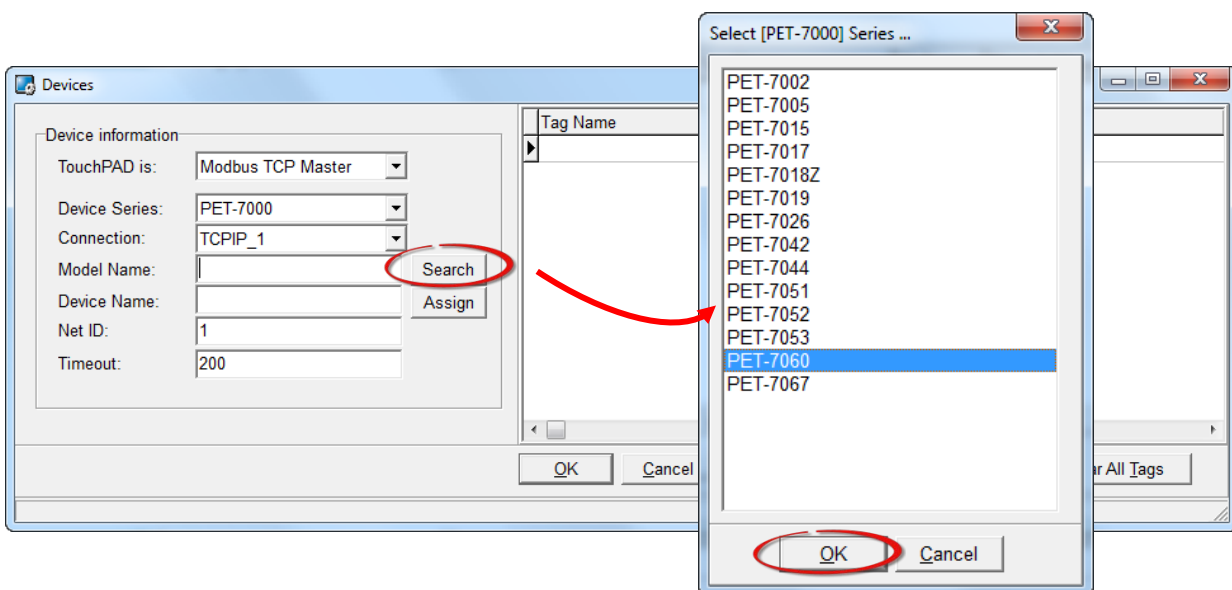 Devices
Device information
TouchPAD is: Modbus TCP Master
Device Series: PET-7000
Connection: TCPIP_1
Model Name: Search
Device Name: Assign
Net ID: 1
Timeout: 200
Tag Name
OK Cancel
r All Tags
Select [PET-7000] Series ...
PET-7002
PET-7005
PET-7015
PET-7017
PET-7018Z
PET-7019
PET-7026
PET-7042
PET-7044
PET-7051
PET-7052
PET-7053
PET-7060
PET-7067
OK Cancel